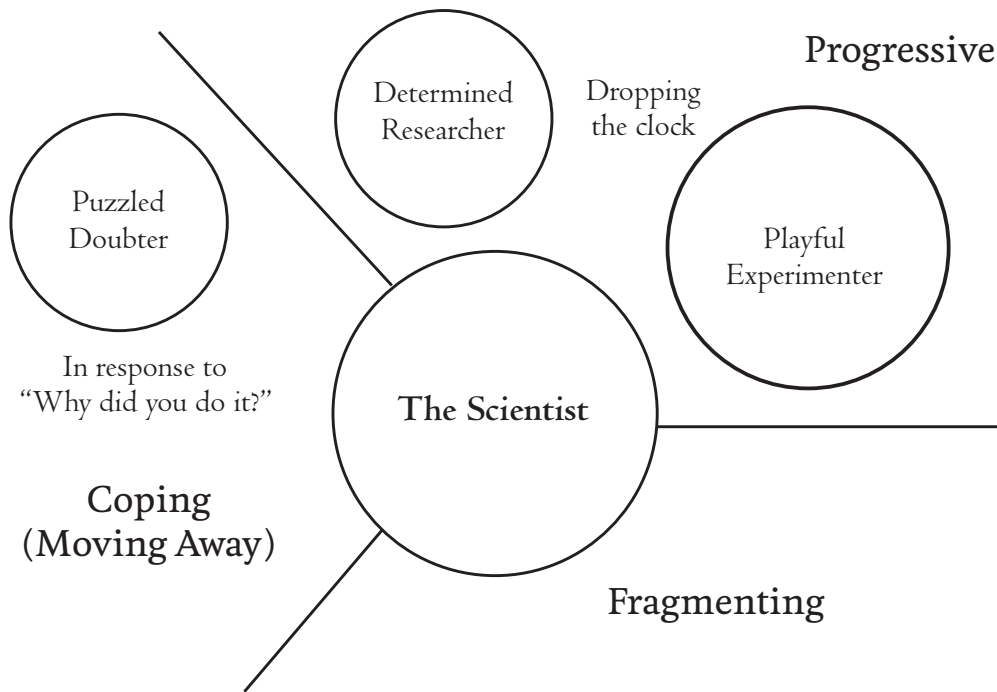 Progressive
Determined
Researcher
Dropping
the clock
Puzzled
Doubter
Playful
Experimenter
In response to
“Why did you do it?”
The Scientist
Coping
(Moving Away)
Fragmenting